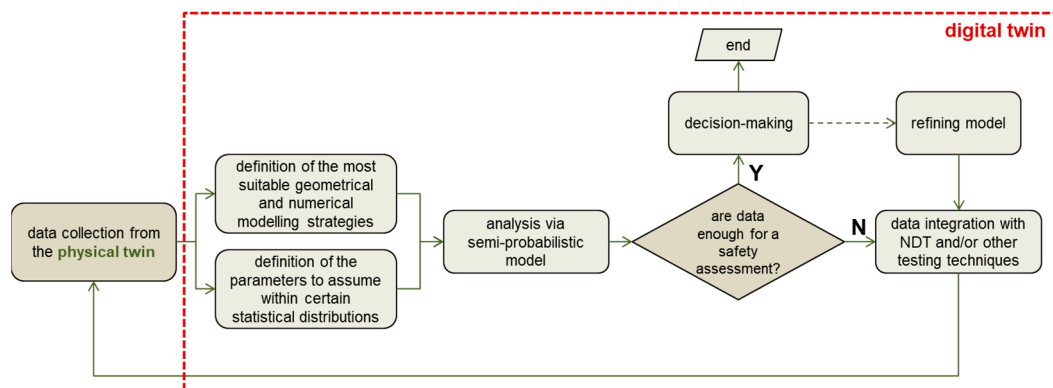 digital twin
end
decision-making
refining model
definition of the most
suitable geometrical
and numerical
modelling strategies
Y
data collection from
the physical twin
analysis via
semi-probabilistic
model
are data
enough for a
safety
assessment?
N
data integration with
NDT and/or other
testing techniques
definition of the
parameters to assume
within certain
statistical distributions